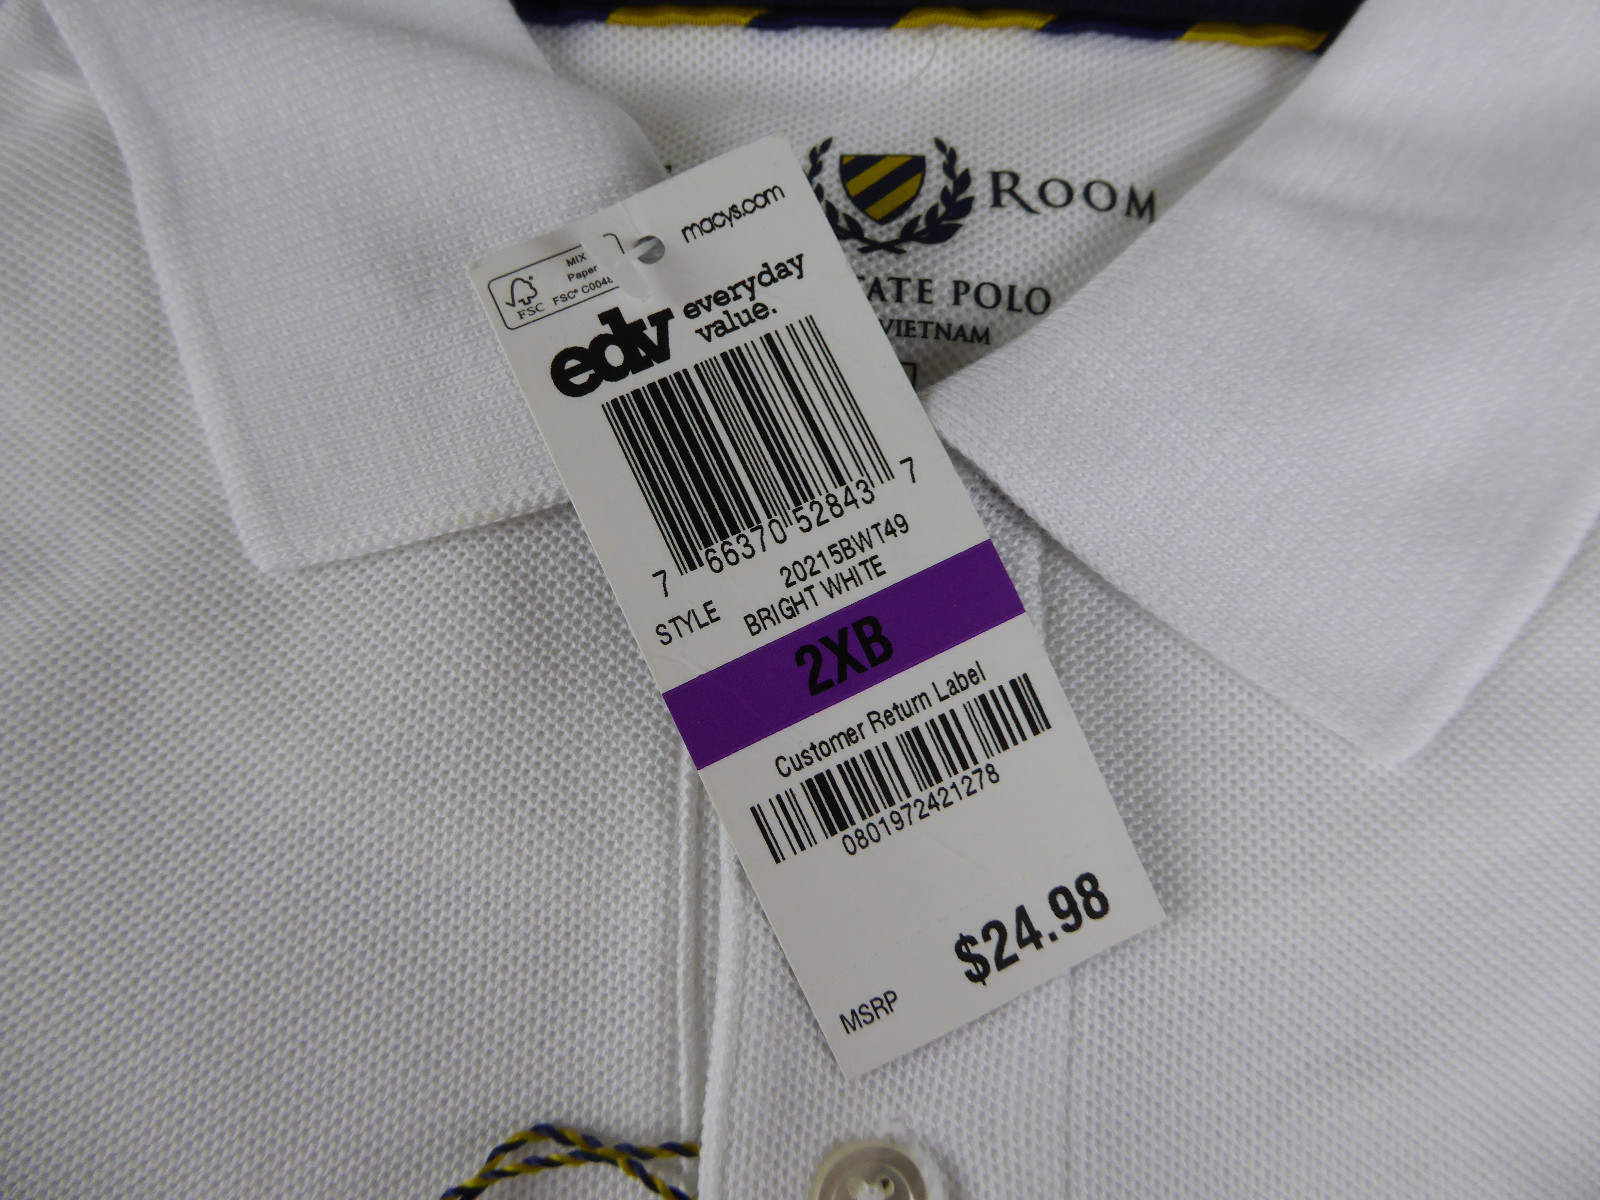 macys.com
MIX
Paper
FSC
edv everyday
value.
7 66370 52843 7
STYLE 20215BWT49
BRIGHT WHITE
2XB
Customer Return Label
0801972421278
$24.98
MSRP
ROOM
POLO
VIETNAM